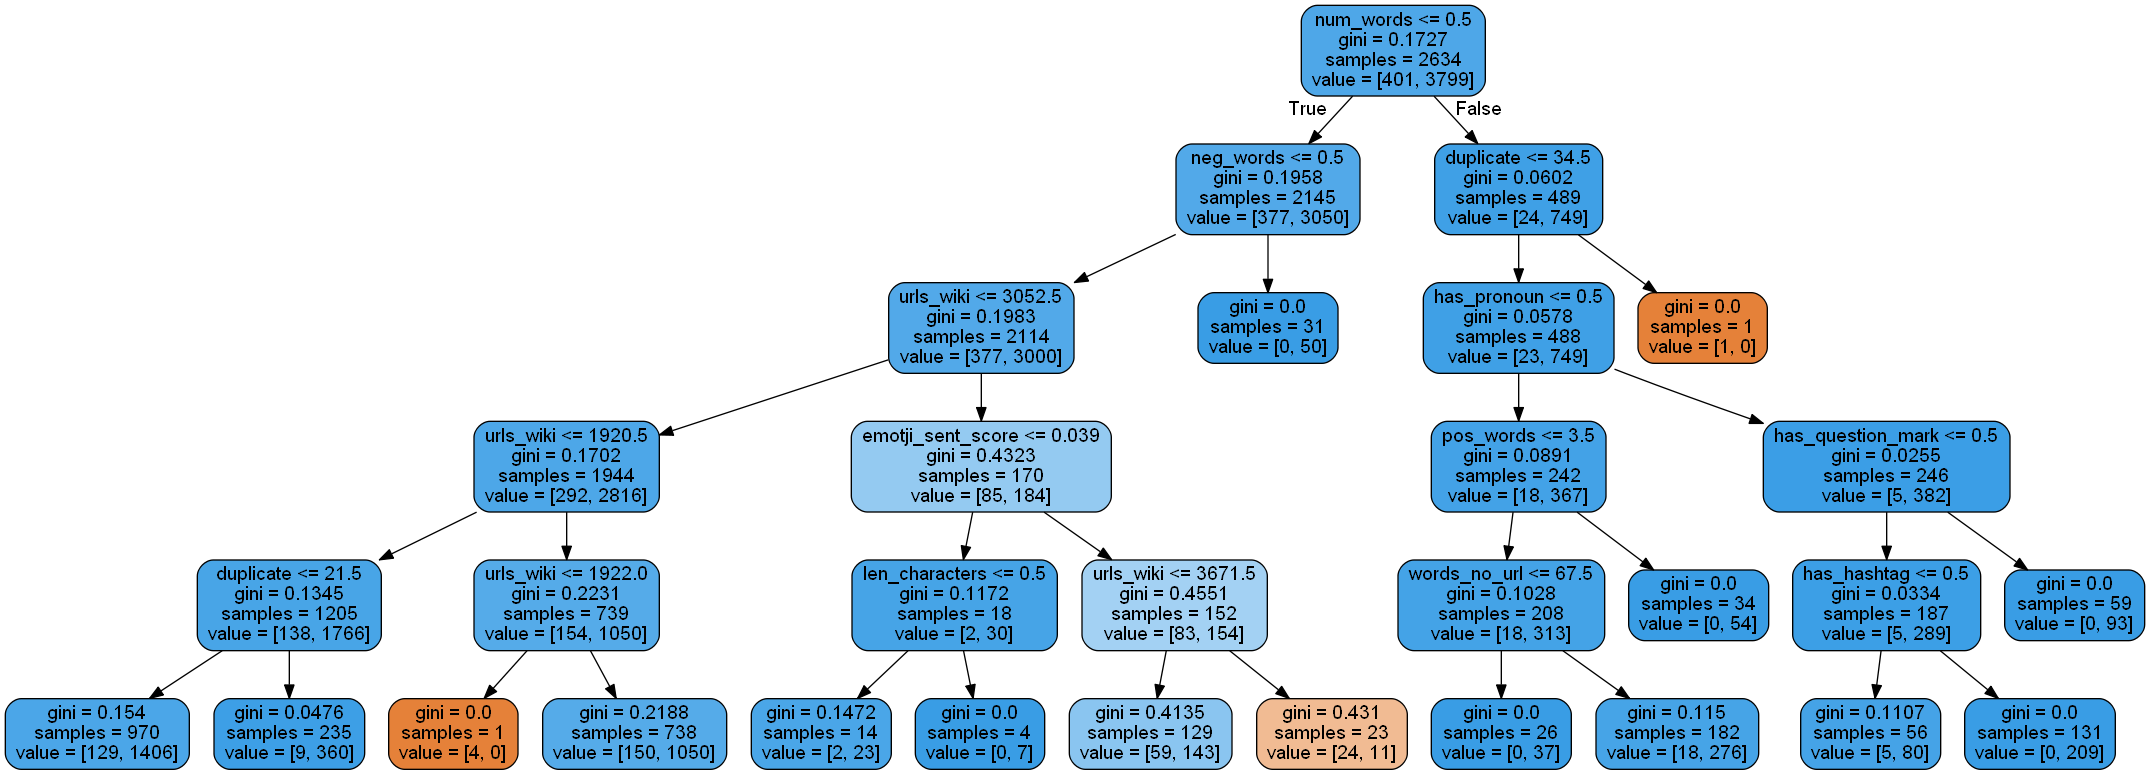 num_words <= 0.5
gini = 0.1727
samples = 2634
value = [401, 3799]
True
False
neg_words <= 0.5
gini = 0.1958
samples = 2145
value = [377, 3050]
duplicate <= 34.5
gini = 0.0602
samples = 489
value = [24, 749]
urls_wiki <= 3052.5
gini = 0.1983
samples = 2114
value = [377, 3000]
gini = 0.0
samples = 31
value = [0, 50]
has_pronoun <= 0.5
gini = 0.0578
samples = 488
value = [23, 749]
gini = 0.0
samples = 1
value = [1, 0]
urls_wiki <= 1920.5
gini = 0.1702
samples = 1944
value = [292, 2816]
emotji_sent_score <= 0.039
gini = 0.4323
samples = 170
value = [85, 184]
pos_words <= 3.5
gini = 0.0891
samples = 242
value = [18, 367]
has_question_mark <= 0.5
gini = 0.0255
samples = 246
value = [5, 382]
duplicate <= 21.5
gini = 0.1345
samples = 1205
value = [138, 1766]
urls_wiki <= 1922.0
gini = 0.2231
samples = 739
value = [154, 1050]
len_characters <= 0.5
gini = 0.1172
samples = 18
value = [2, 30]
urls_wiki <= 3671.5
gini = 0.4551
samples = 152
value = [83, 154]
words_no_url <= 67.5
gini = 0.1028
samples = 208
value = [18, 313]
gini = 0.0
samples = 34
value = [0, 54]
has_hashtag <= 0.5
gini = 0.0334
samples = 187
value = [5, 289]
gini = 0.0
samples = 59
value = [0, 93]
gini = 0.154
samples = 970
value = [129, 1406]
gini = 0.0476
samples = 235
value = [9, 360]
gini = 0.0
samples = 1
value = [4, 0]
gini = 0.2188
samples = 738
value = [150, 1050]
gini = 0.1472
samples = 14
value = [2, 23]
gini = 0.0
samples = 4
value = [0, 7]
gini = 0.4135
samples = 129
value = [59, 143]
gini = 0.431
samples = 23
value = [24, 11]
gini = 0.0
samples = 26
value = [0, 37]
gini = 0.115
samples = 182
value = [18, 276]
gini = 0.1107
samples = 56
value = [5, 80]
gini = 0.0
samples = 131
value = [0, 209]